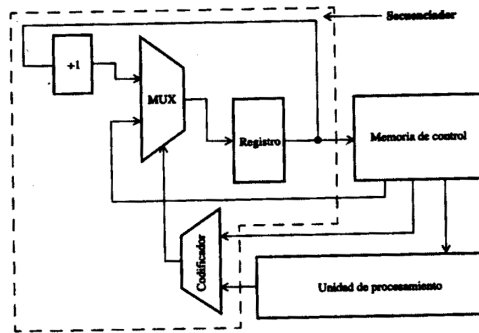 Secuenciador
+1
MUX
Registro
Memoria de control
Codificador
Unidad de procesamiento